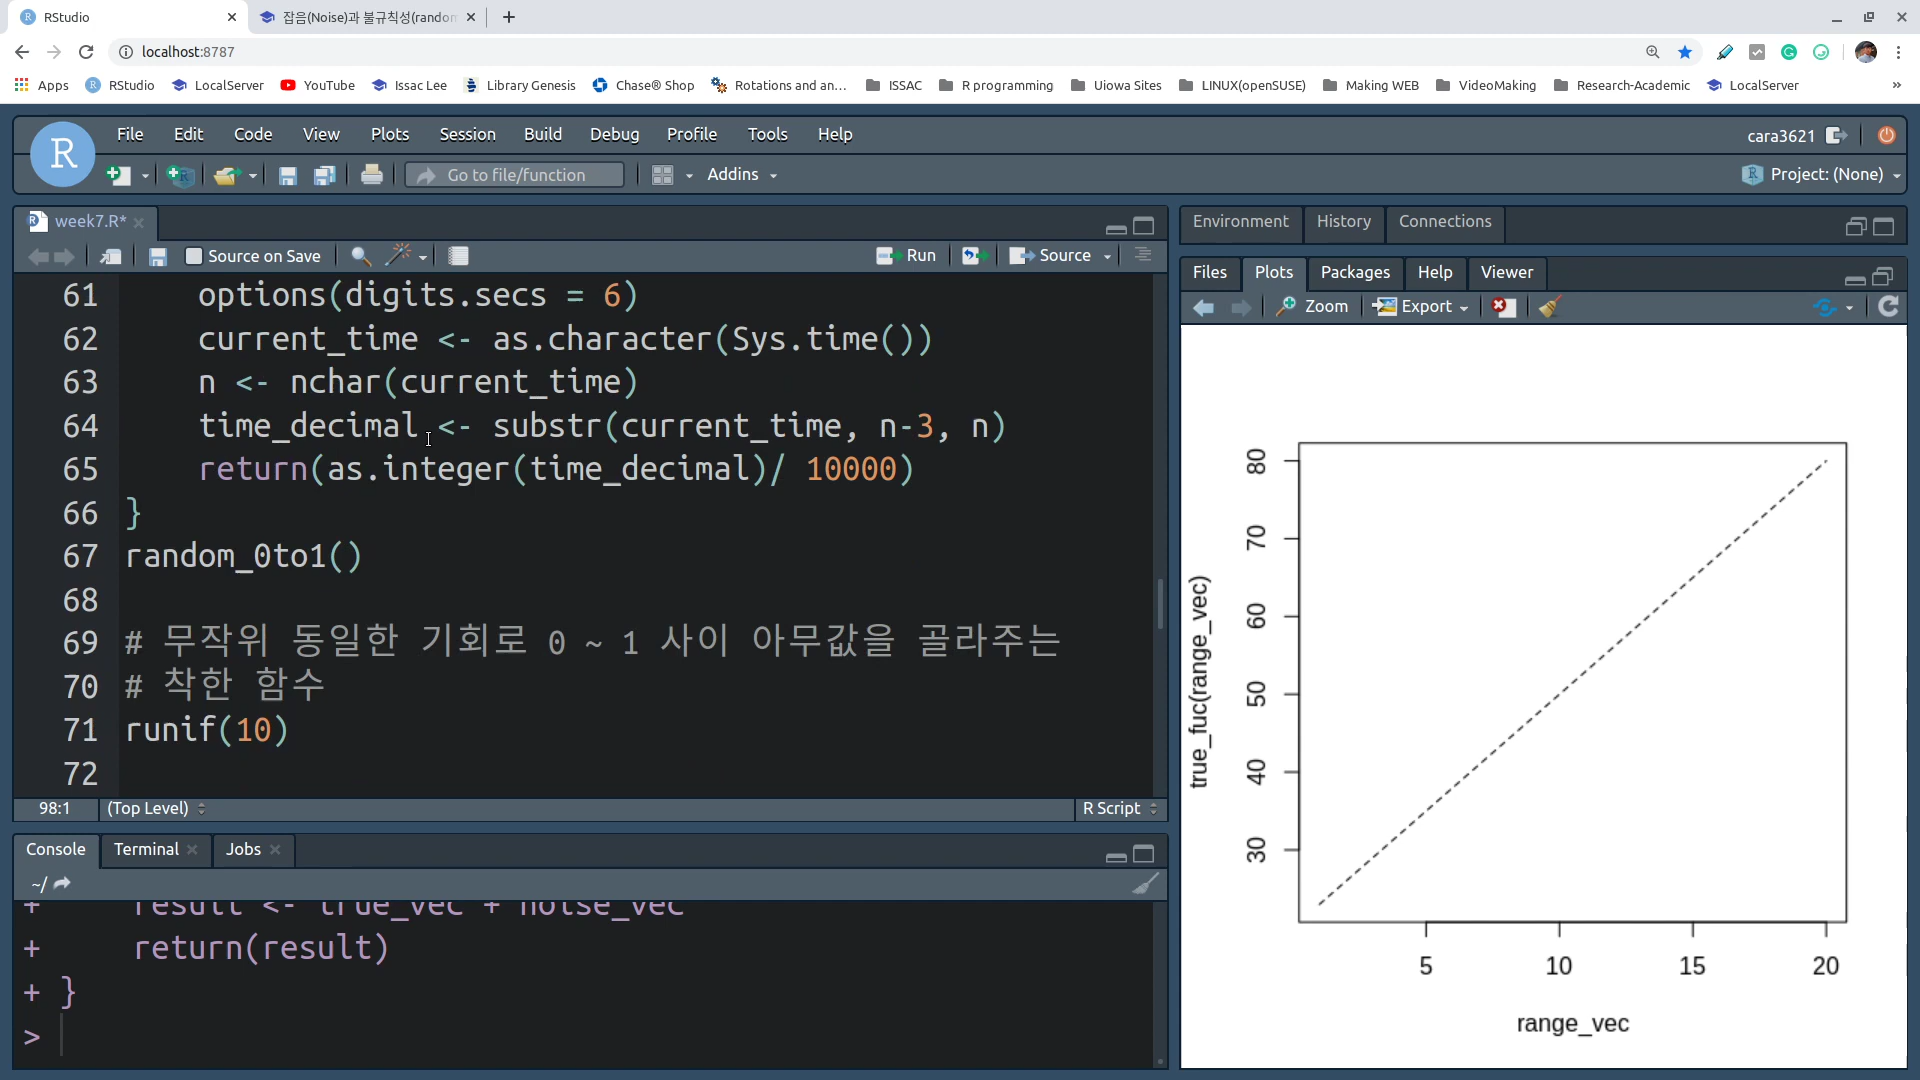 RStudio
잡음(Noise)과 불규칙성(random
localhost:8787
Apps RStudio LocalServer YouTube Issac Lee Library Genesis Chase® Shop Rotations and an... ISSAC R programming Uiowa Sites LINUX(openSUSE) Making WEB VideoMaking Research-Academic LocalServer »
R File Edit Code View Plots Session Build Debug Profile Tools Help cara3621
Go to file/function Addins Project: (None)
week7.R*
Source on Save Run Source
61 options(digits.secs = 6)
62 current_time <- as.character(Sys.time())
63 n <- nchar(current_time)
64 time_decimal <- substr(current_time, n-3, n)
65 return(as.integer(time_decimal)/ 10000)
66 }
67 random_0to1()
68
69 # 무작위 동일한 기회로 0 ~ 1 사이 아무값을 골라주는
70 # 착한 함수
71 runif(10)
72
98:1 (Top Level) R Script
Console Terminal Jobs
~/
+ result <- true_vec + noise_vec
+ return(result)
+ }
>
Environment History Connections
Files Plots Packages Help Viewer
Zoom Export
true_fuc(range_vec)
80
70
60
50
40
30
5 10 15 20
range_vec